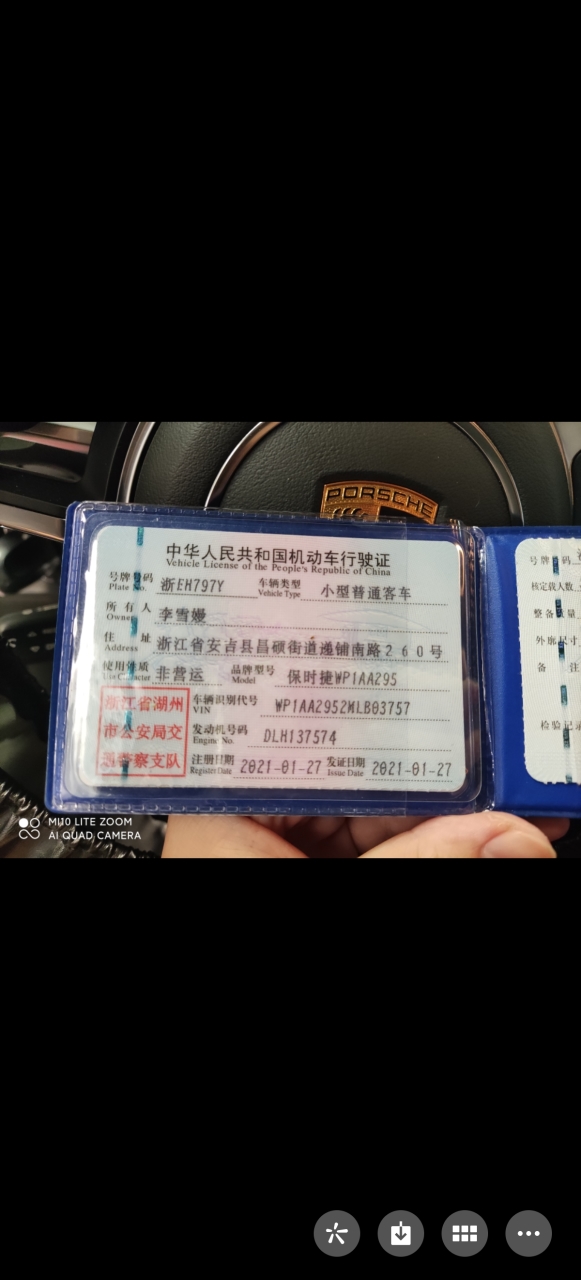 PORSCHE
中华人民共和国机动车行驶证
Vehicle License of the People's Republic of China
号牌号码 浙EH797Y 车辆类型 小型普通客车
Plate No. Vehicle Type
所有人 李雪嫚
Owner
住址 浙江省安吉县昌硕街道递铺南路260号
Address
使用性质 非营运 品牌型号 保时捷WP1AA295
Use Character Model
浙江省湖州
市公安局交
通警察支队
车辆识别代号 WP1AA2952MLB03757
VIN
发动机号码 DLH137574
Engine No.
注册日期 2021-01-27 发证日期 2021-01-27
Register Date Issue Date
号牌号码
核定载人数
整备质量
外廓尺寸
备注
检验记录
MI10 LITE ZOOM
AI QUAD CAMERA